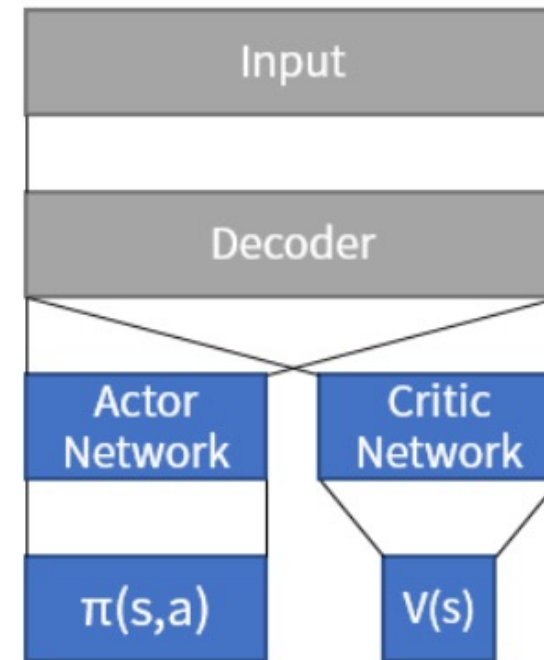 Input
Decoder
Actor
Network
Critic
Network
π(s,a)
V(s)